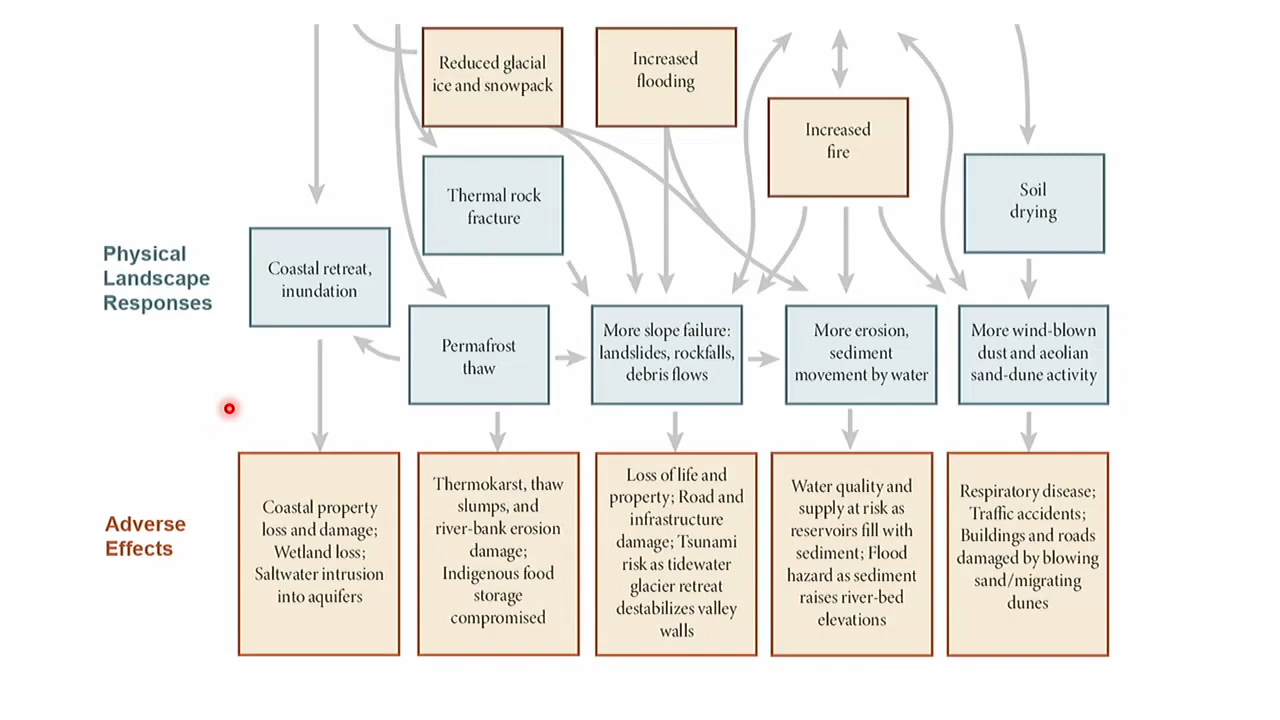 Reduced glacial
ice and snowpack
Increased
flooding
Increased
fire
Thermal rock
fracture
Soil
drying
Physical
Landscape
Responses
Coastal retreat,
inundation
Permafrost
thaw
More slope failure:
landslides, rockfalls,
debris flows
More erosion,
sediment
movement by water
More wind-blown
dust and aeolian
sand-dune activity
Adverse
Effects
Coastal property
loss and damage;
Wetland loss;
Saltwater intrusion
into aquifers
Thermokarst, thaw
slumps, and
river-bank erosion
damage;
Indigenous food
storage
compromised
Loss of life and
property; Road and
infrastructure
damage; Tsunami
risk as tidewater
glacier retreat
destabilizes valley
walls
Water quality and
supply at risk as
reservoirs fill with
sediment; Flood
hazard as sediment
raises river-bed
elevations
Respiratory disease;
Traffic accidents;
Buildings and roads
damaged by blowing
sand/migrating
dunes